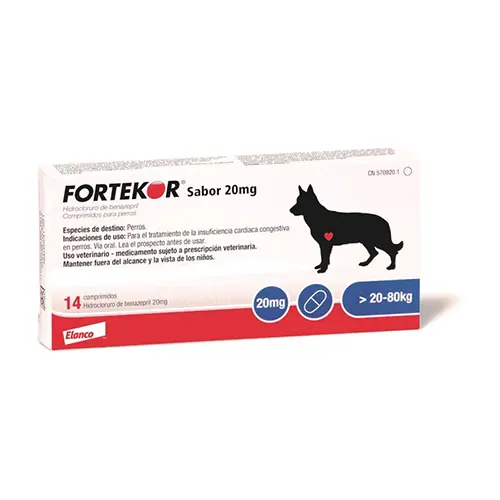 CN 570820.1
FORTEKOR® Sabor 20mg
Hidrocloruro de benazepril
Comprimidos para perros
Especies de destino: Perros.
Indicaciones de uso: Para el tratamiento de la insuficiencia cardiaca congestiva
en perros. Vía oral. Lea el prospecto antes de usar.
Uso veterinario - medicamento sujeto a prescripción veterinaria.
Mantener fuera del alcance y la vista de los niños.
14 comprimidos
Hidrocloruro de benazepril 20mg
20mg
> 20-80kg
Elanco